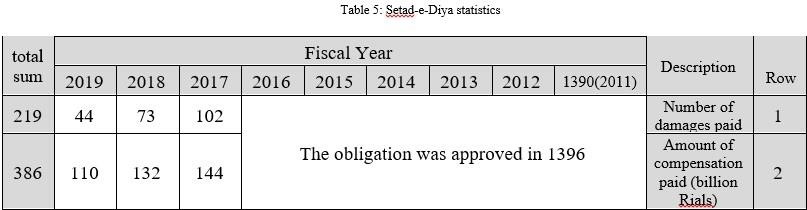 Table 5: Setad-e-Diya statistics
total sum Fiscal Year Description Row
2019 2018 2017 2016 2015 2014 2013 2012 1390(2011)
219 44 73 102 The obligation was approved in 1396 Number of damages paid 1
386 110 132 144 Amount of compensation paid (billion Rials) 2